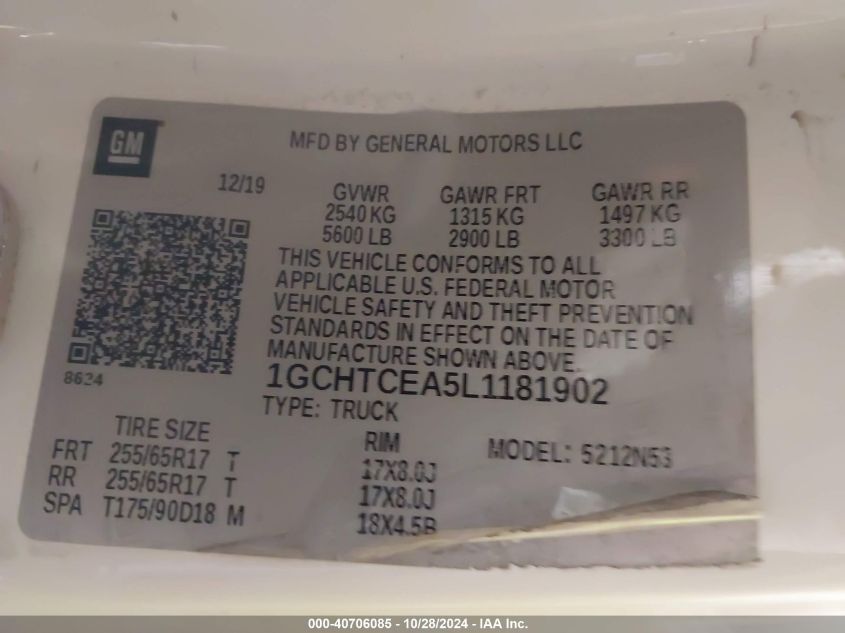 GM
MFD BY GENERAL MOTORS LLC
12/19
GVWR GAWR FRT GAWR RR
2540 KG 1315 KG 1497 KG
5600 LB 2900 LB 3300 LB
THIS VEHICLE CONFORMS TO ALL
APPLICABLE U.S. FEDERAL MOTOR
VEHICLE SAFETY AND THEFT PREVENTION
STANDARDS IN EFFECT ON THE DATE OF
MANUFACTURE SHOWN ABOVE.
8624
1GCHTCEA5L1181902
TYPE: TRUCK
TIRE SIZE RIM MODEL: 5212N53
FRT 255/65R17 T 17X8.0J
RR 255/65R17 T 17X8.0J
SPA T175/90D18 M 18X4.5B
000-40706085 - 10/28/2024 - IAA Inc.